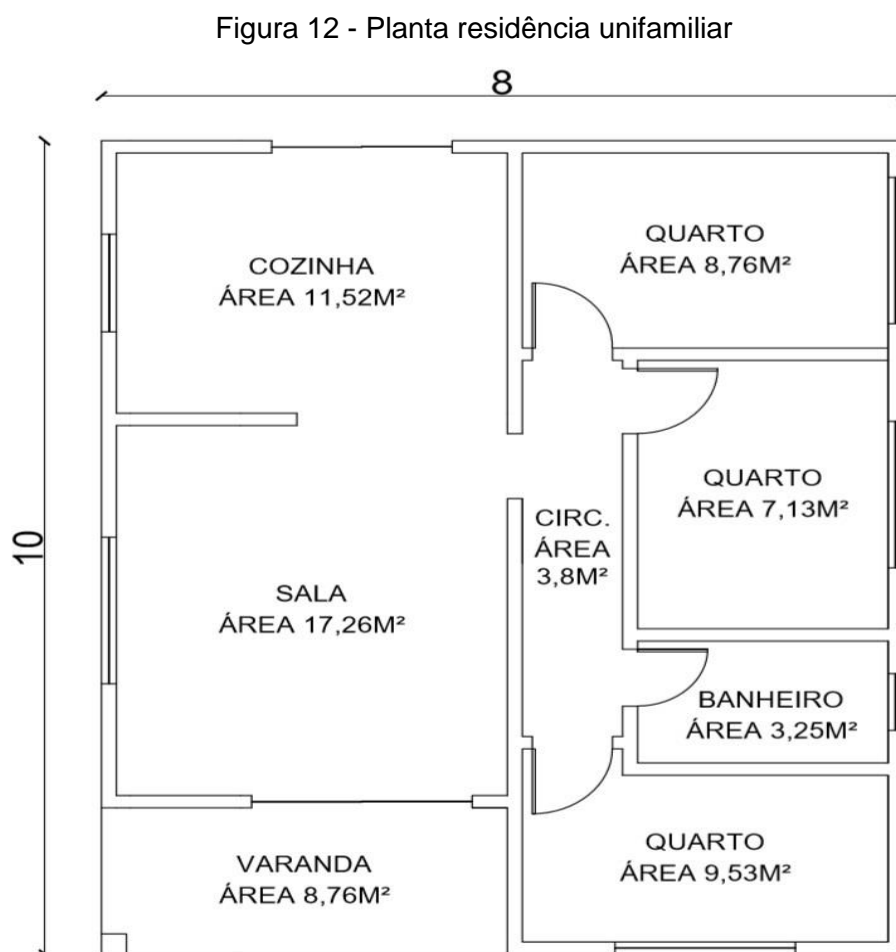 Figura 12 - Planta residência unifamiliar
8
10
COZINHA
ÁREA 11,52M²
QUARTO
ÁREA 8,76M²
QUARTO
ÁREA 7,13M²
CIRC.
ÁREA
3,8M²
SALA
ÁREA 17,26M²
BANHEIRO
ÁREA 3,25M²
QUARTO
ÁREA 9,53M²
VARANDA
ÁREA 8,76M²